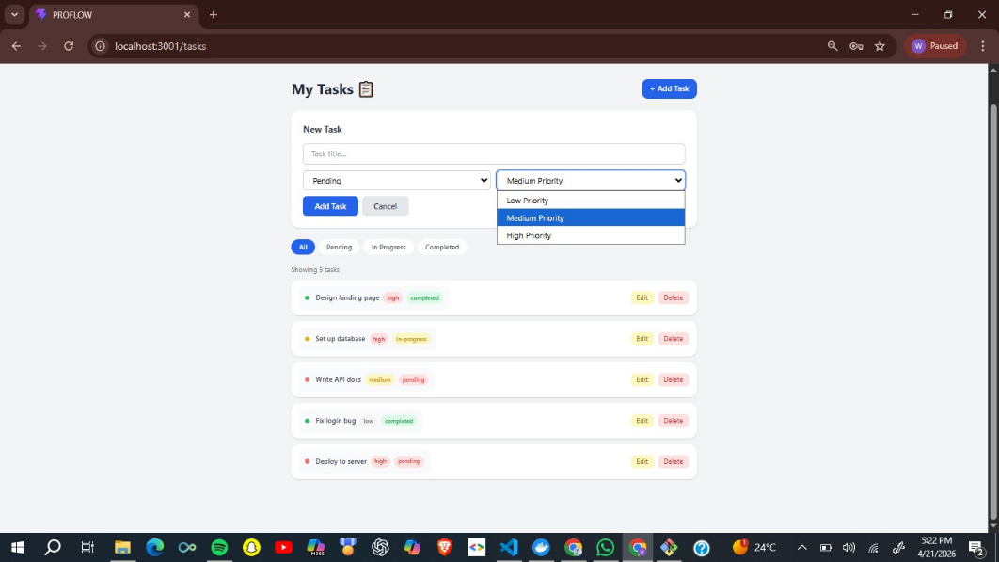 PROFLOW
localhost:3001/tasks
W Paused
My Tasks
+ Add Task
New Task
Task title...
Pending
Medium Priority
Low Priority
Medium Priority
High Priority
Add Task
Cancel
All Pending In Progress Completed
Showing 5 tasks
Design landing page high completed Edit Delete
Set up database high in-progress Edit Delete
Write API docs medium pending Edit Delete
Fix login bug low completed Edit Delete
Deploy to server high pending Edit Delete
M365
1
24°C
5:22 PM
4/21/2026
2